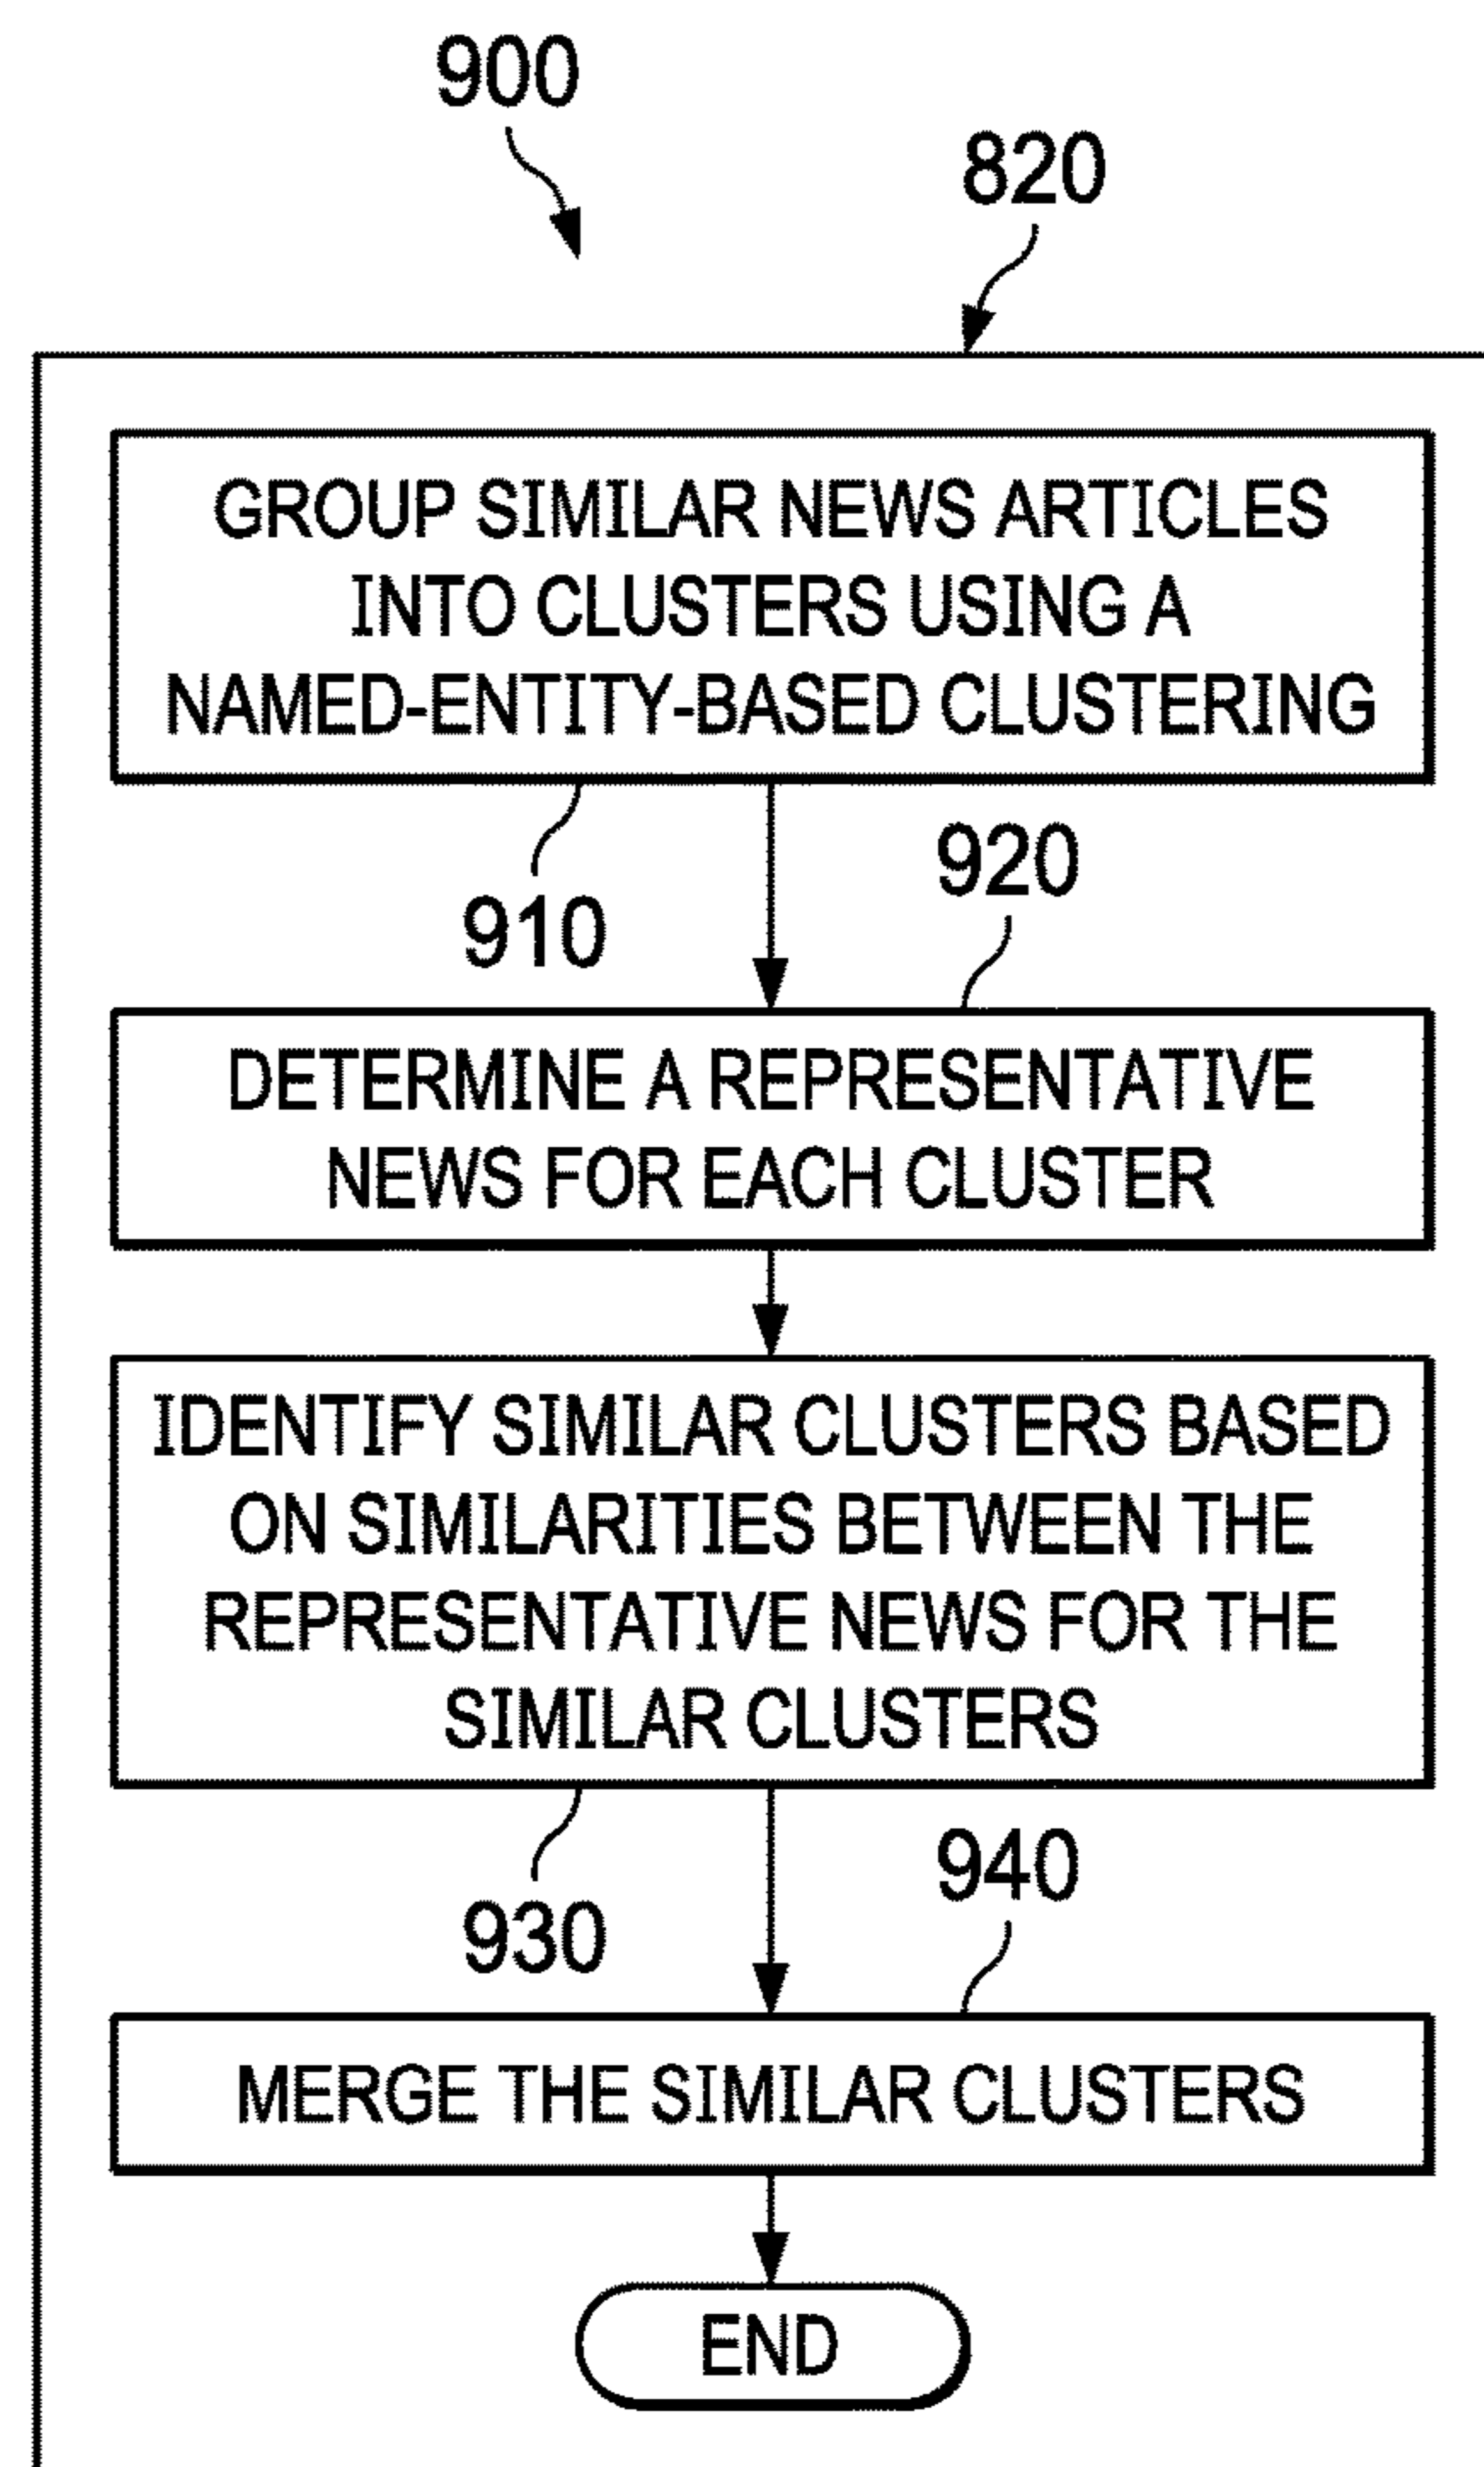 900
820
GROUP SIMILAR NEWS ARTICLES
INTO CLUSTERS USING A
NAMED-ENTITY-BASED CLUSTERING
910
920
DETERMINE A REPRESENTATIVE
NEWS FOR EACH CLUSTER
IDENTIFY SIMILAR CLUSTERS BASED
ON SIMILARITIES BETWEEN THE
REPRESENTATIVE NEWS FOR THE
SIMILAR CLUSTERS
930
940
MERGE THE SIMILAR CLUSTERS
END